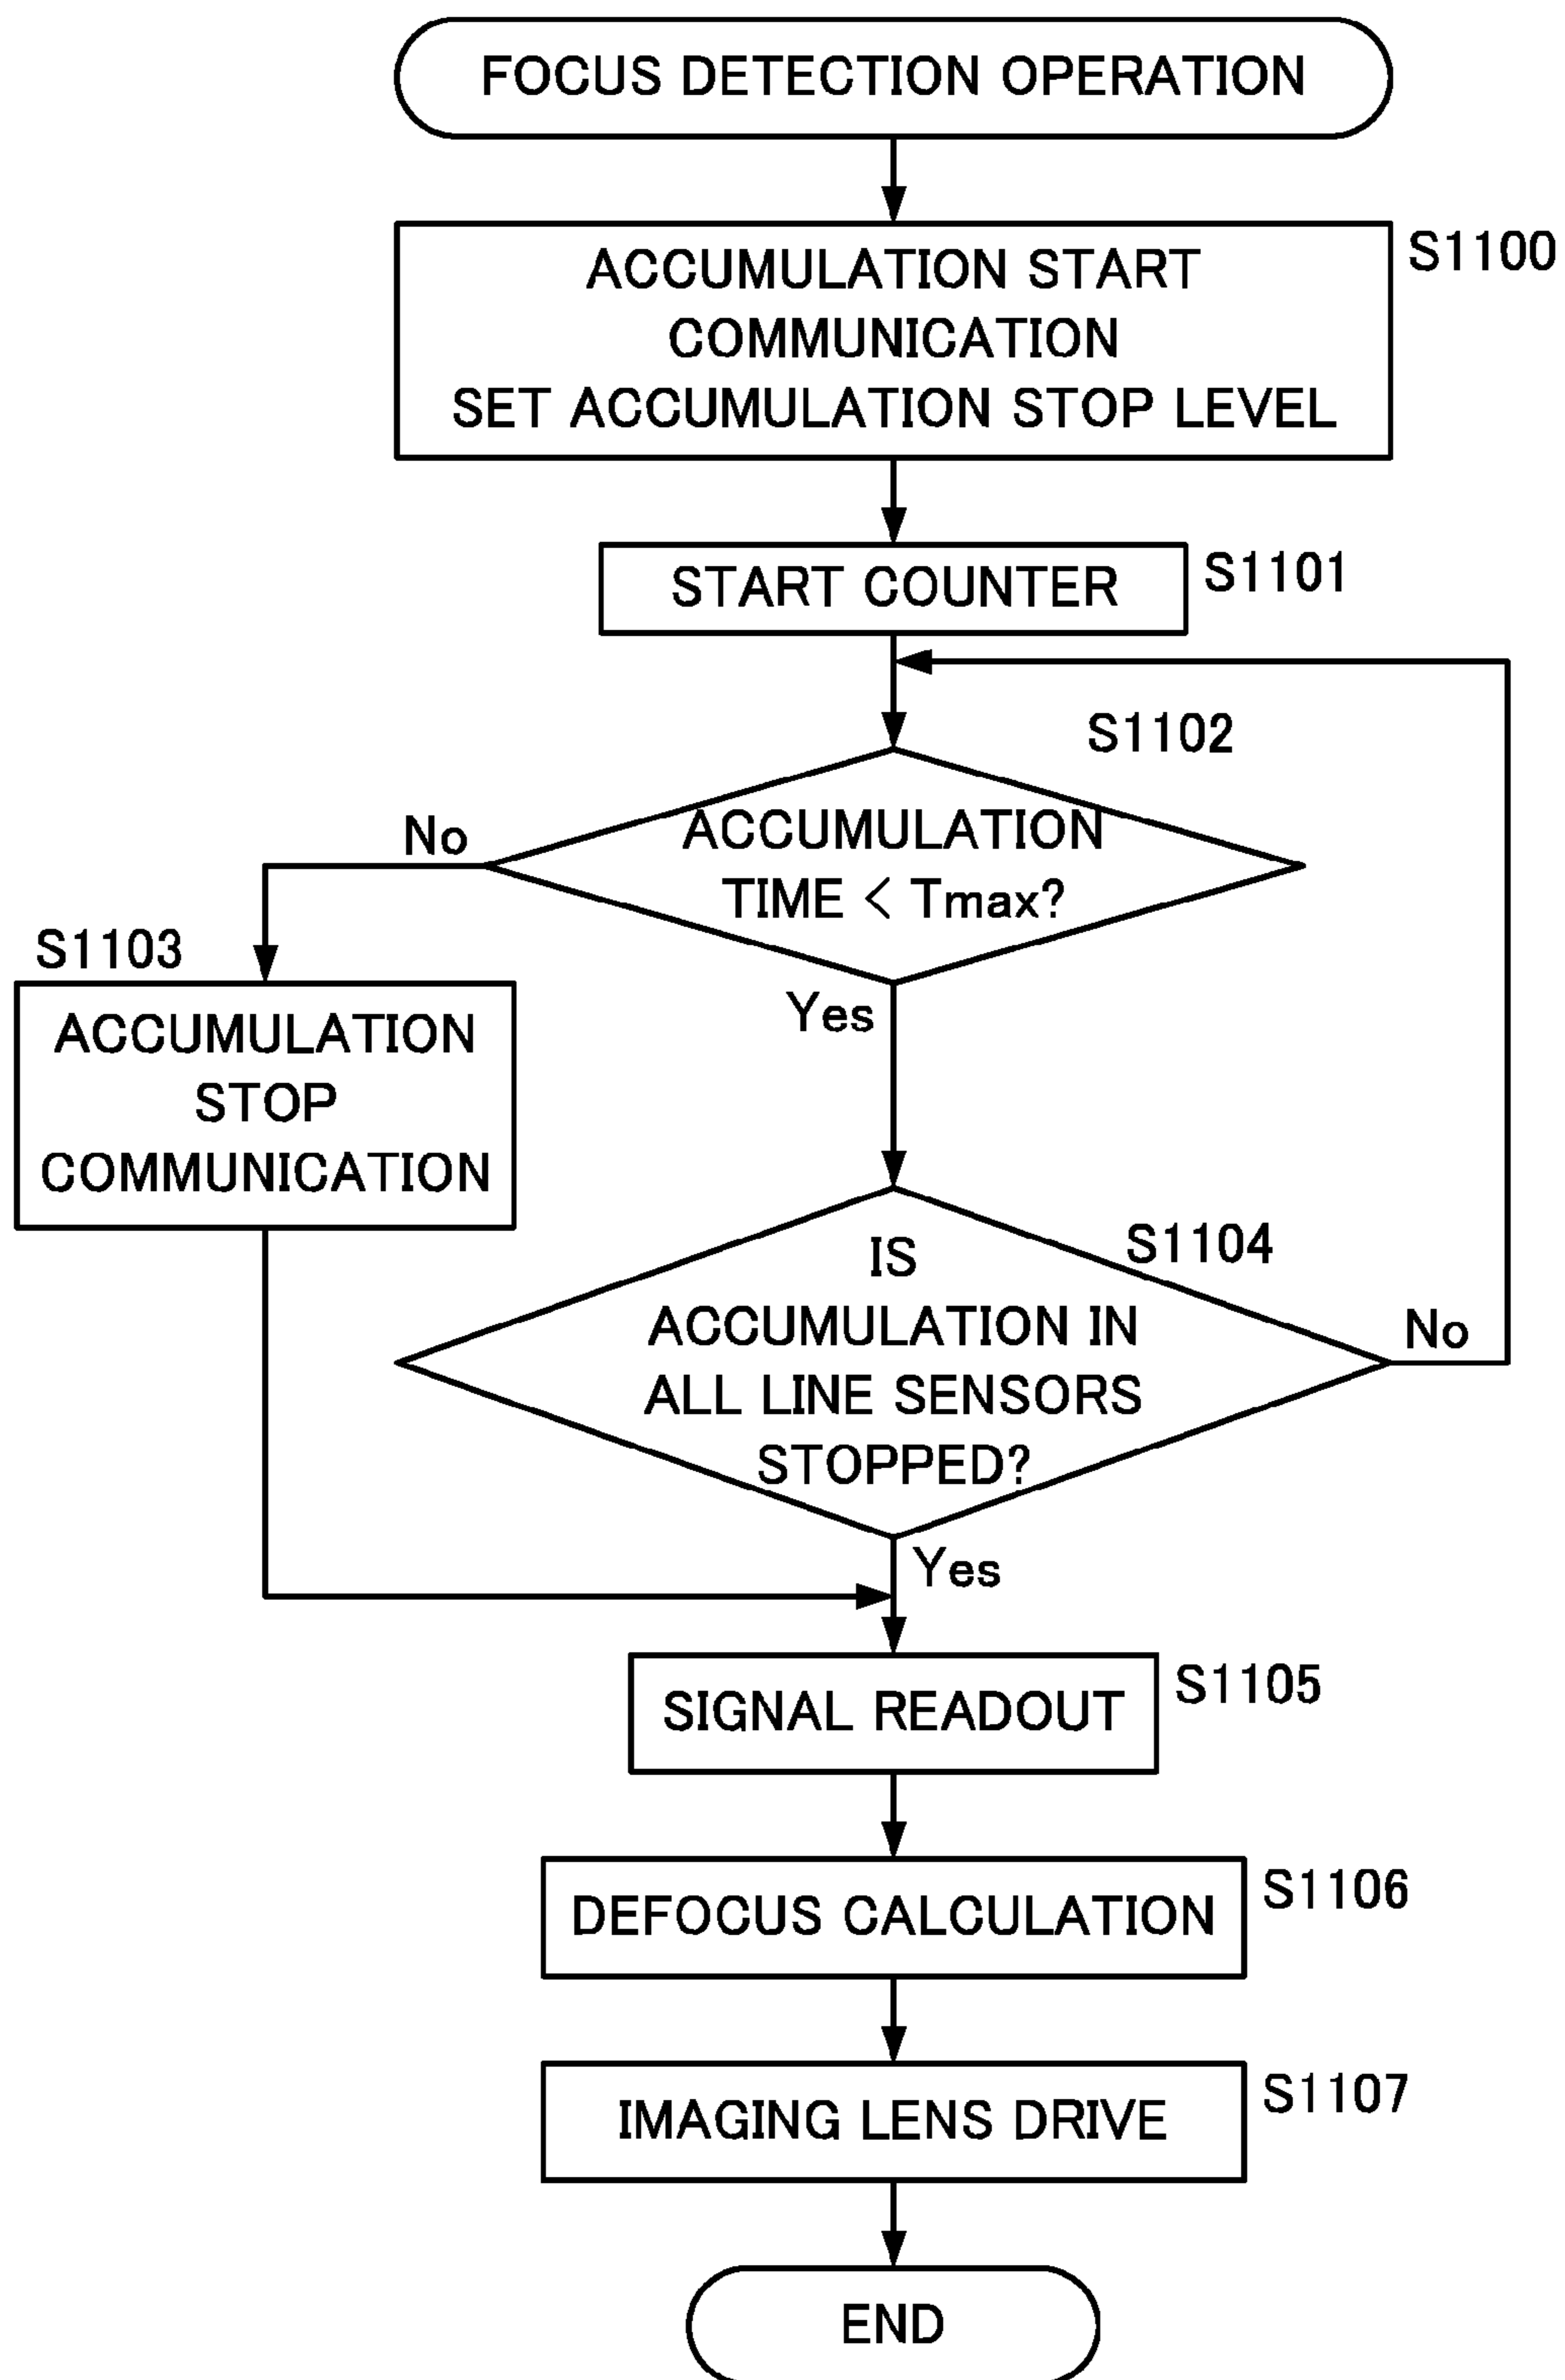 FOCUS DETECTION OPERATION
ACCUMULATION START
COMMUNICATION
SET ACCUMULATION STOP LEVEL
S1100
START COUNTER
S1101
S1102
ACCUMULATION
TIME < Tmax?
No
Yes
S1103
ACCUMULATION
STOP
COMMUNICATION
S1104
IS
ACCUMULATION IN
ALL LINE SENSORS
STOPPED?
No
Yes
SIGNAL READOUT
S1105
DEFOCUS CALCULATION
S1106
IMAGING LENS DRIVE
S1107
END